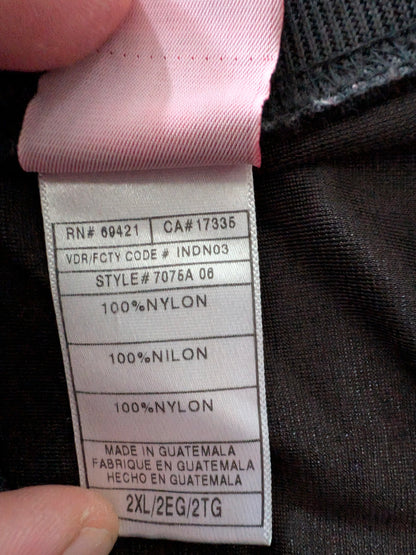 RN# 69421 CA#17335
VDR/FCTY CODE # INDN03
STYLE#7075A 06
100%NYLON
100%NILON
100%NYLON
MADE IN GUATEMALA
FABRIQUE EN GUATEMALA
HECHO EN GUATEMALA
2XL/2EG/2TG